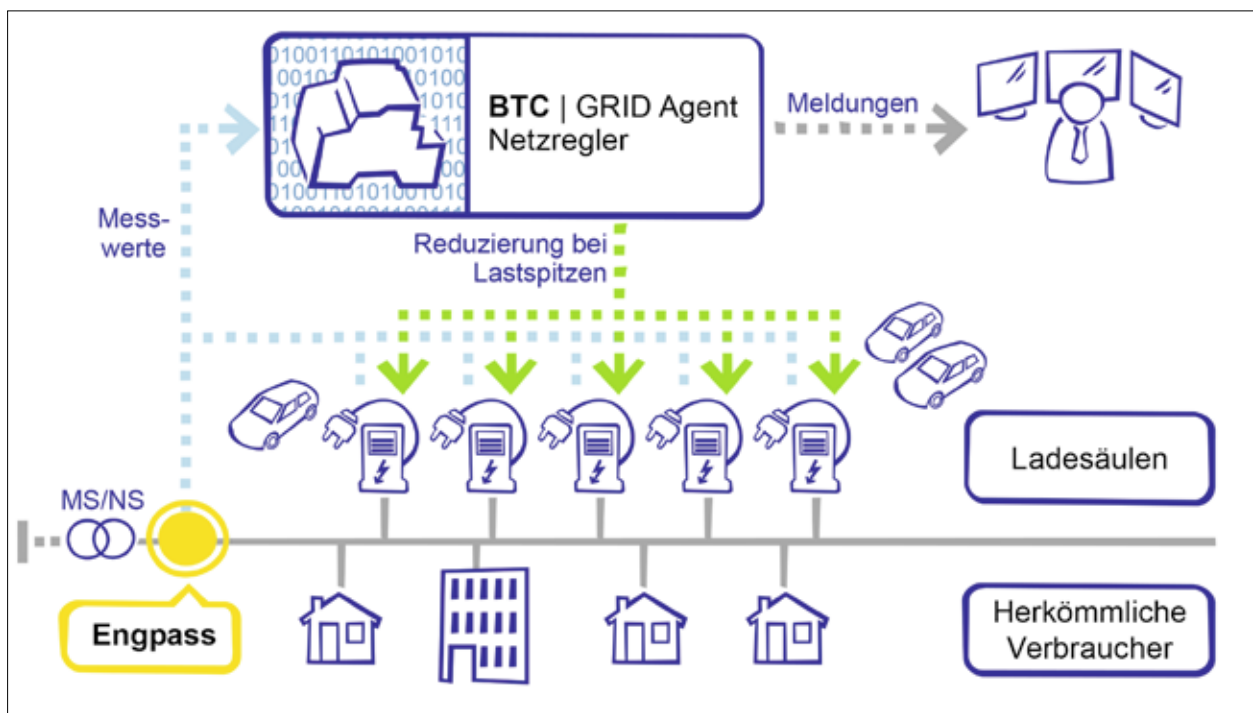 BTC | GRID Agent
Netzregler
Meldungen
Mess-
werte
Reduzierung bei
Lastspitzen
Ladesäulen
MS/NS
Engpass
Herkömmliche
Verbraucher